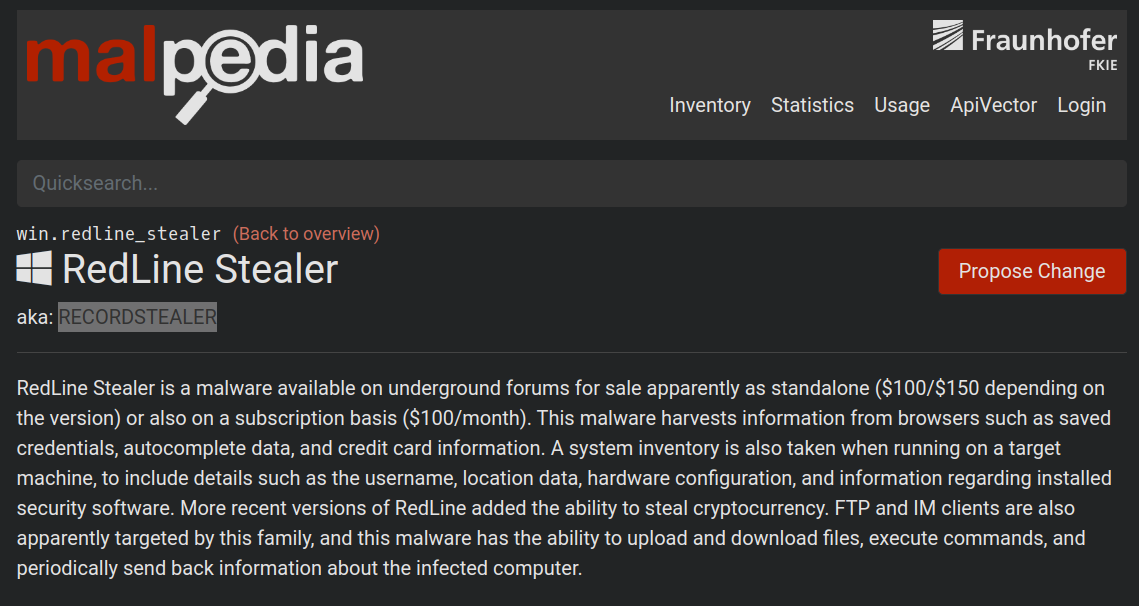 malpedia
Fraunhofer
FKIE
Inventory Statistics Usage ApiVector Login
Quicksearch...
win.redline_stealer (Back to overview)
RedLine Stealer
Propose Change
aka: RECORDSTEALER
RedLine Stealer is a malware available on underground forums for sale apparently as standalone ($100/$150 depending on
the version) or also on a subscription basis ($100/month). This malware harvests information from browsers such as saved
credentials, autocomplete data, and credit card information. A system inventory is also taken when running on a target
machine, to include details such as the username, location data, hardware configuration, and information regarding installed
security software. More recent versions of RedLine added the ability to steal cryptocurrency. FTP and IM clients are also
apparently targeted by this family, and this malware has the ability to upload and download files, execute commands, and
periodically send back information about the infected computer.